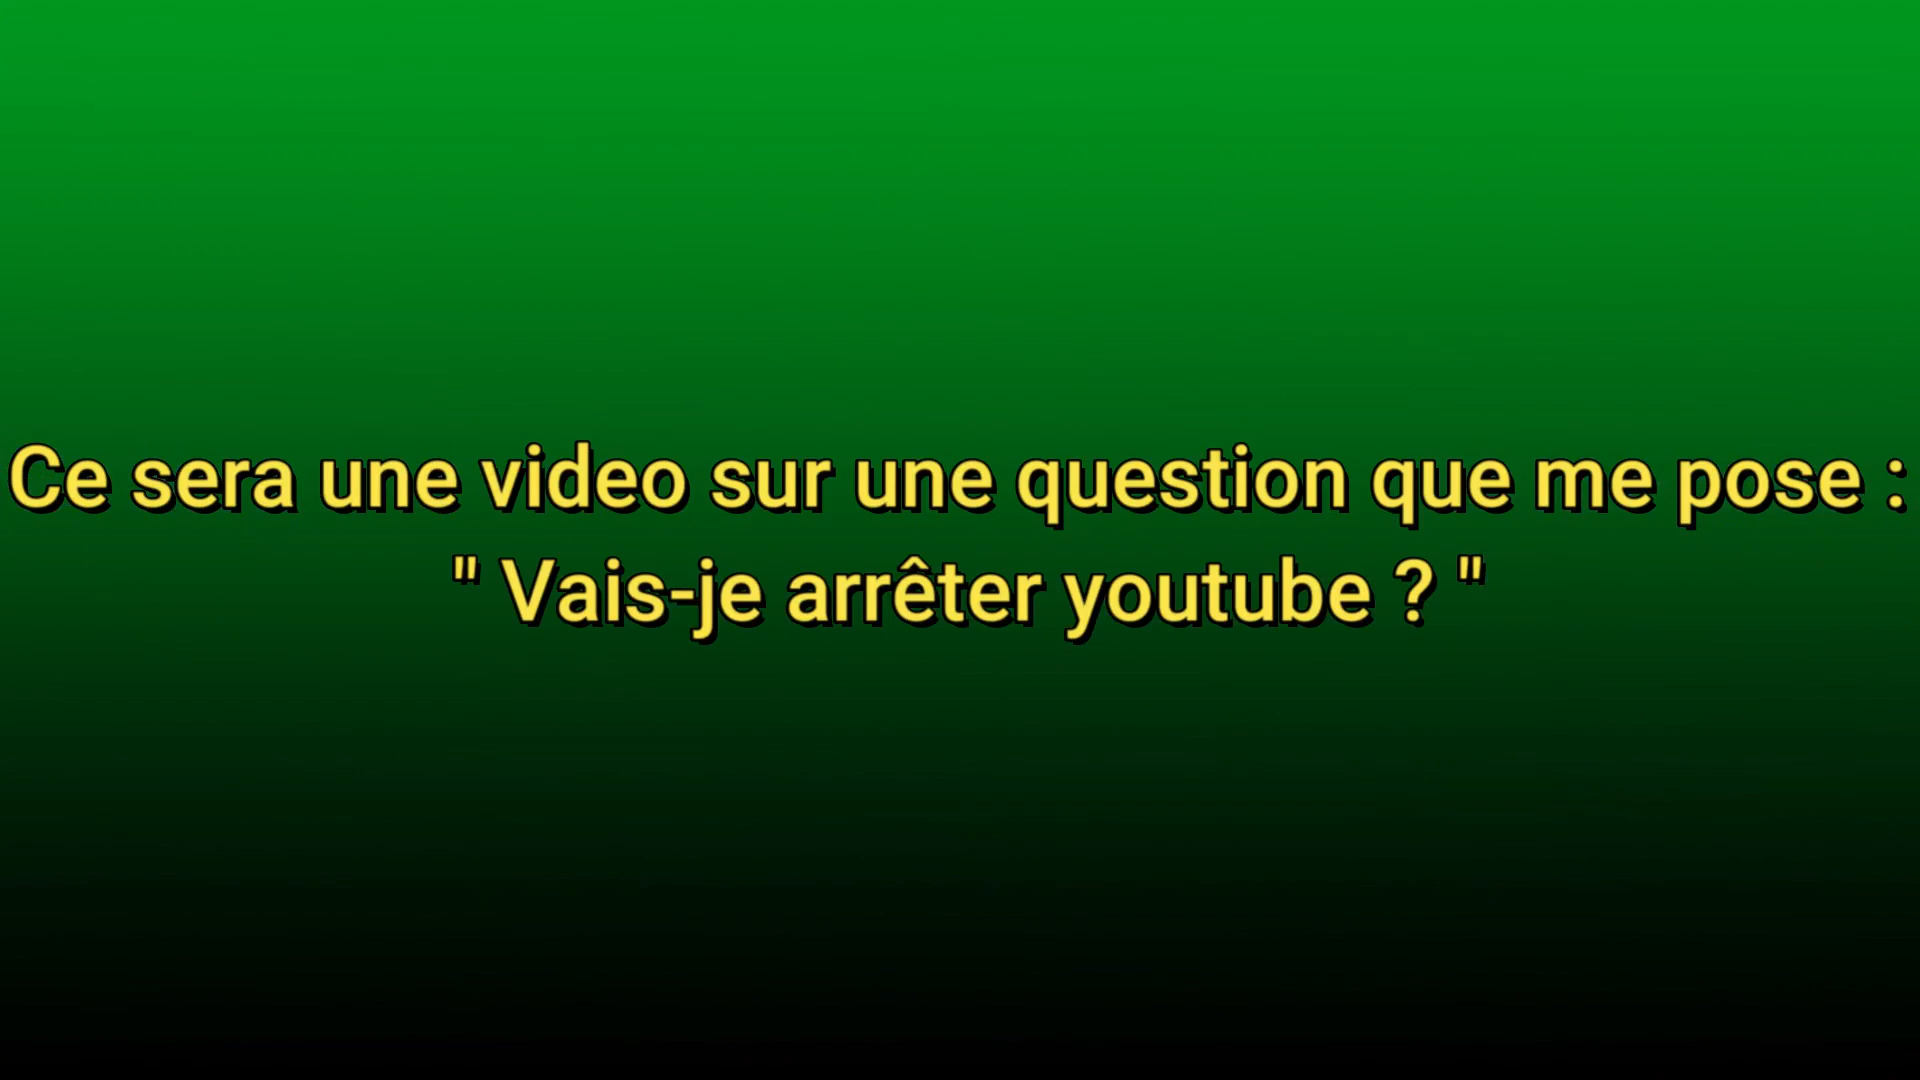 Ce sera une video sur une question que me pose :
" Vais-je arrêter youtube ? "